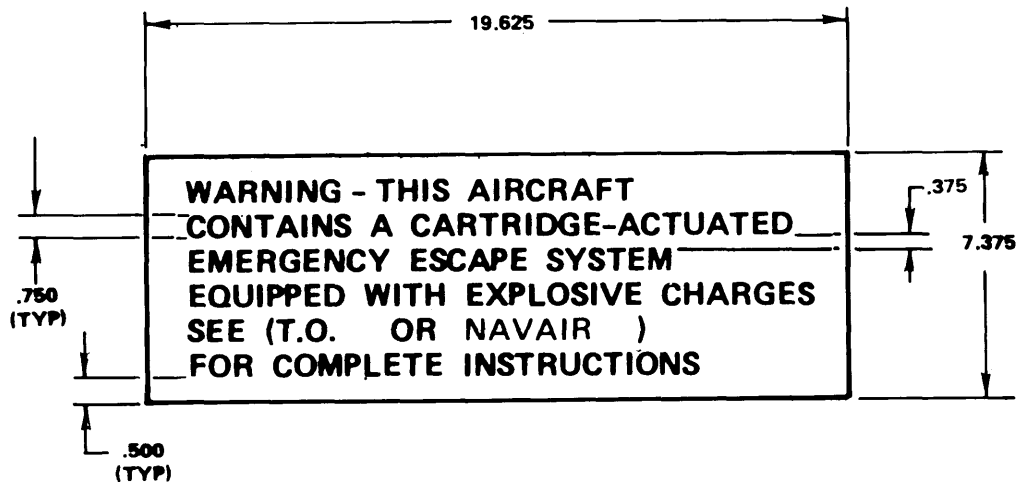 19.625
WARNING - THIS AIRCRAFT
CONTAINS A CARTRIDGE-ACTUATED
EMERGENCY ESCAPE SYSTEM
EQUIPPED WITH EXPLOSIVE CHARGES
SEE (T.O. OR NAVAIR )
FOR COMPLETE INSTRUCTIONS
.375
7.375
.750
(TYP)
.500
(TYP)